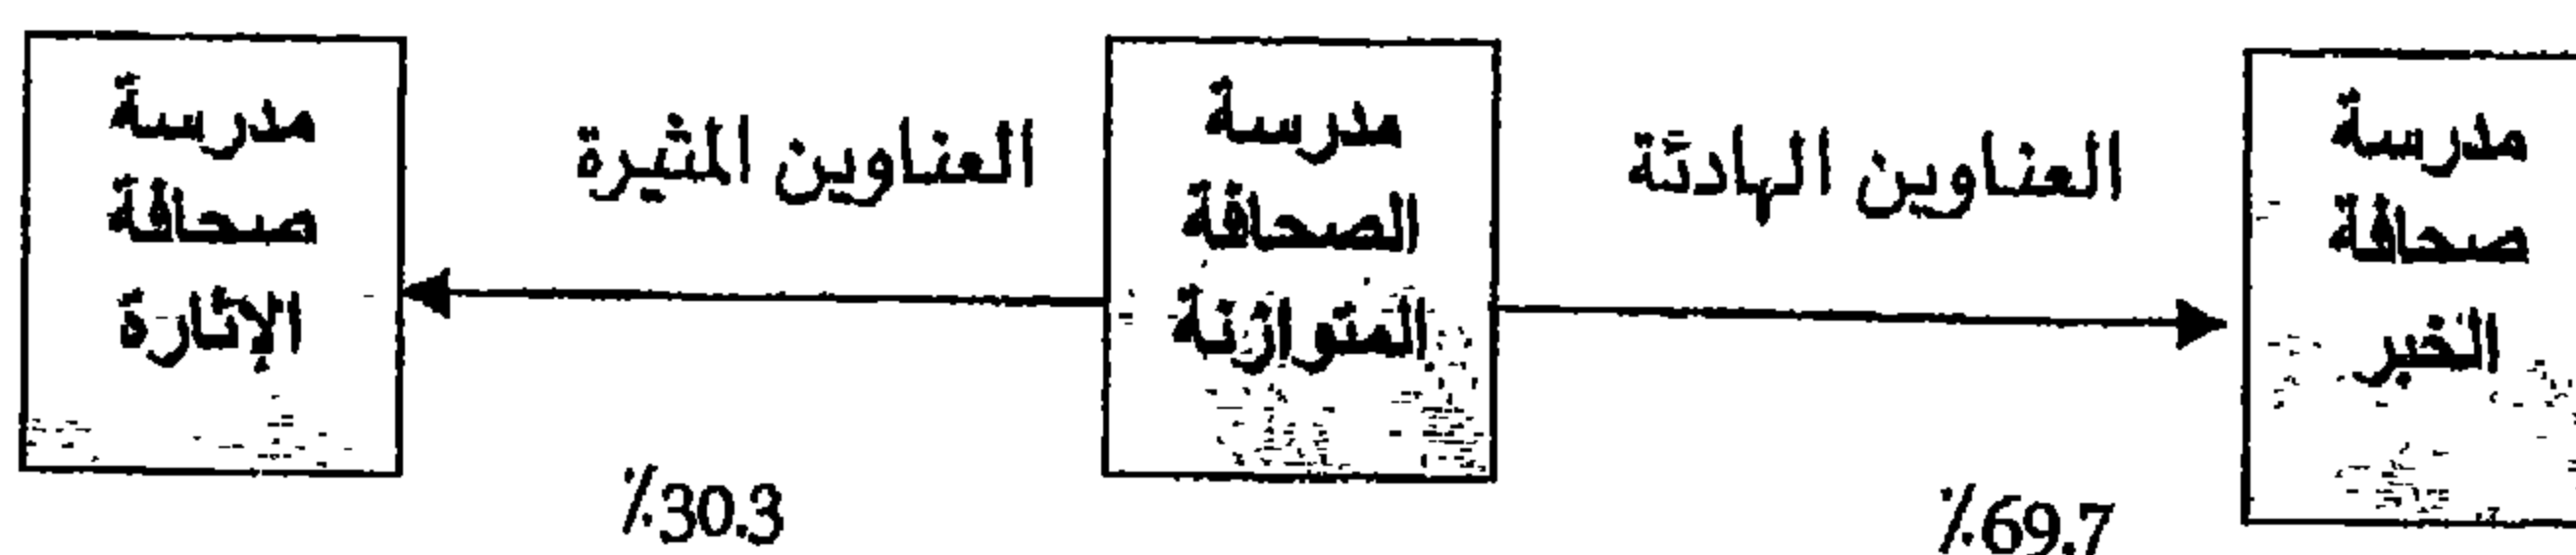 مدرسة
صحافة
الخبر
العناوين الهادئة
٪69.7
مدرسة
الصحافة
المتوازنة
العناوين المثيرة
٪30.3
مدرسة
صحافة
الإثارة